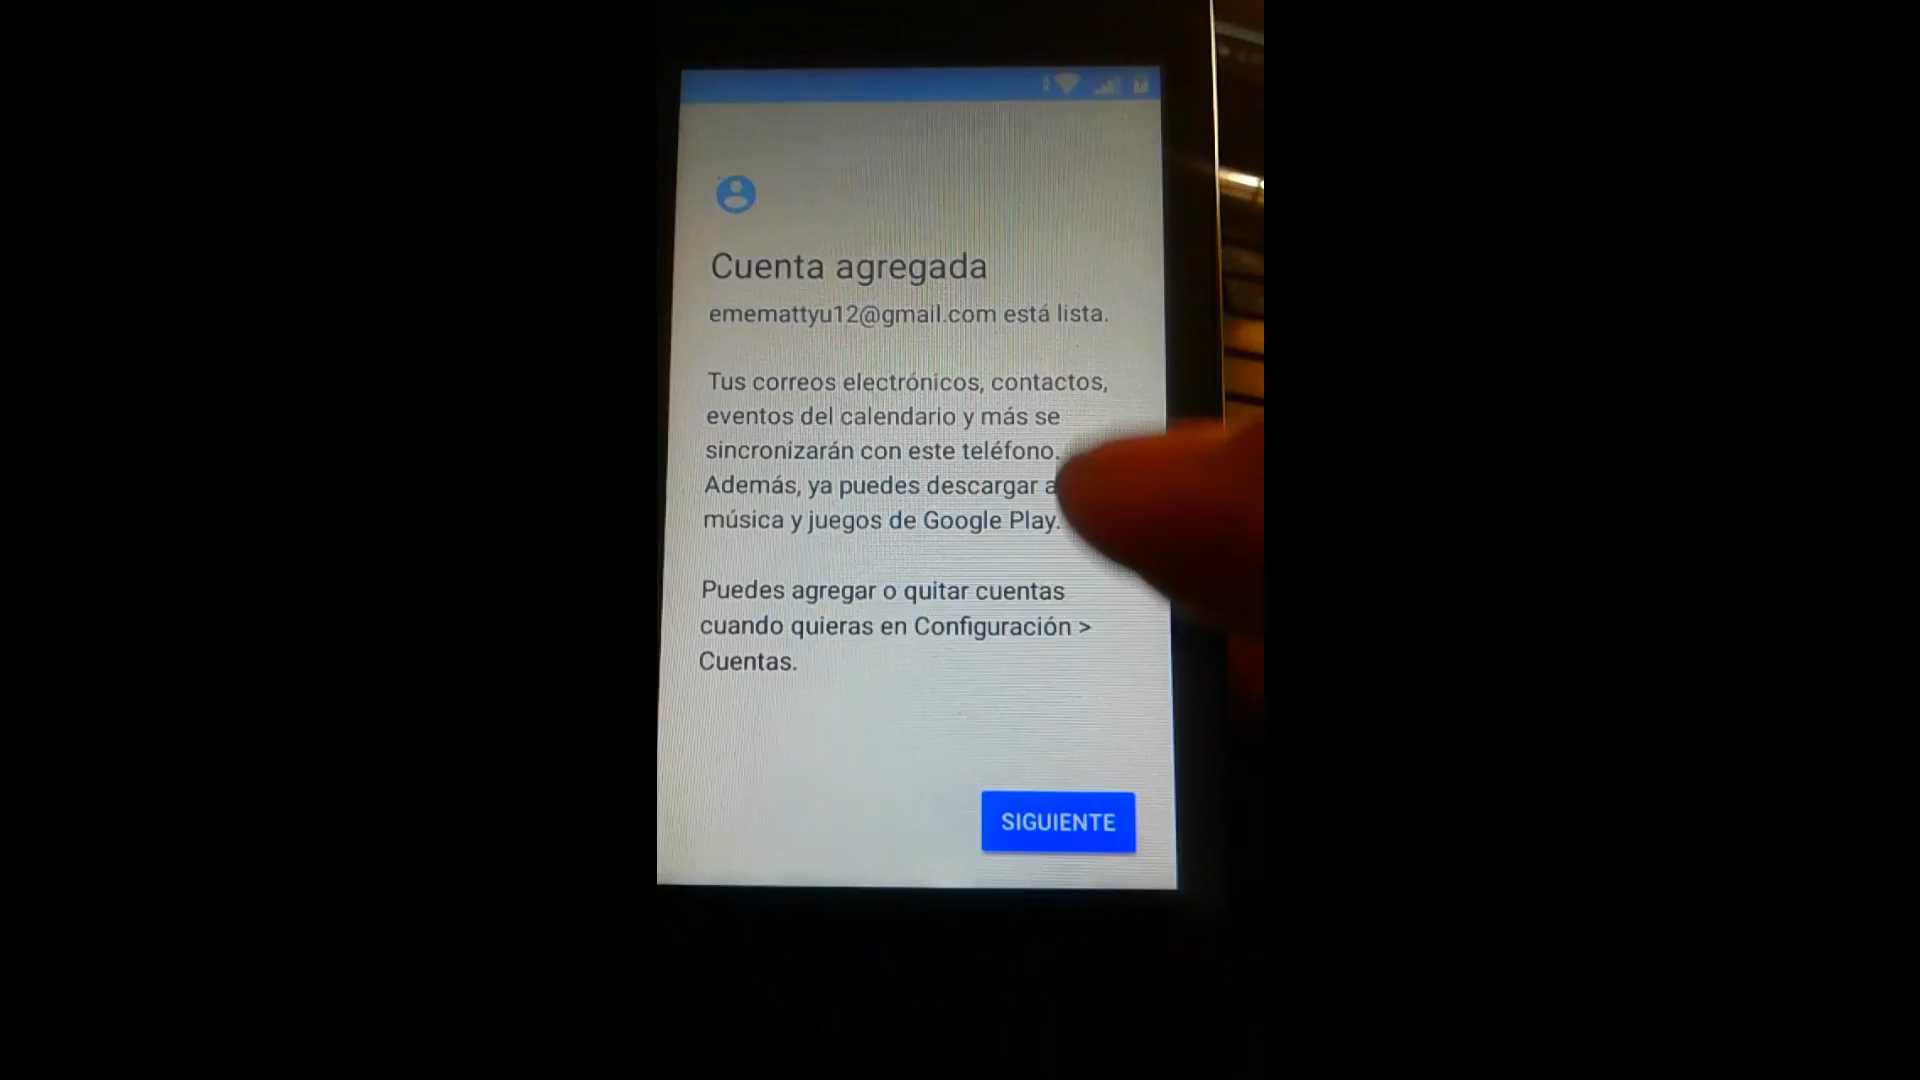 Cuenta agregada
ememattyu12@gmail.com está lista.
Tus correos electrónicos, contactos,
eventos del calendario y más se
sincronizarán con este teléfono.
Además, ya puedes descargar
música y juegos de Google Play.
Puedes agregar o quitar cuentas
cuando quieras en Configuración >
Cuentas.
SIGUIENTE